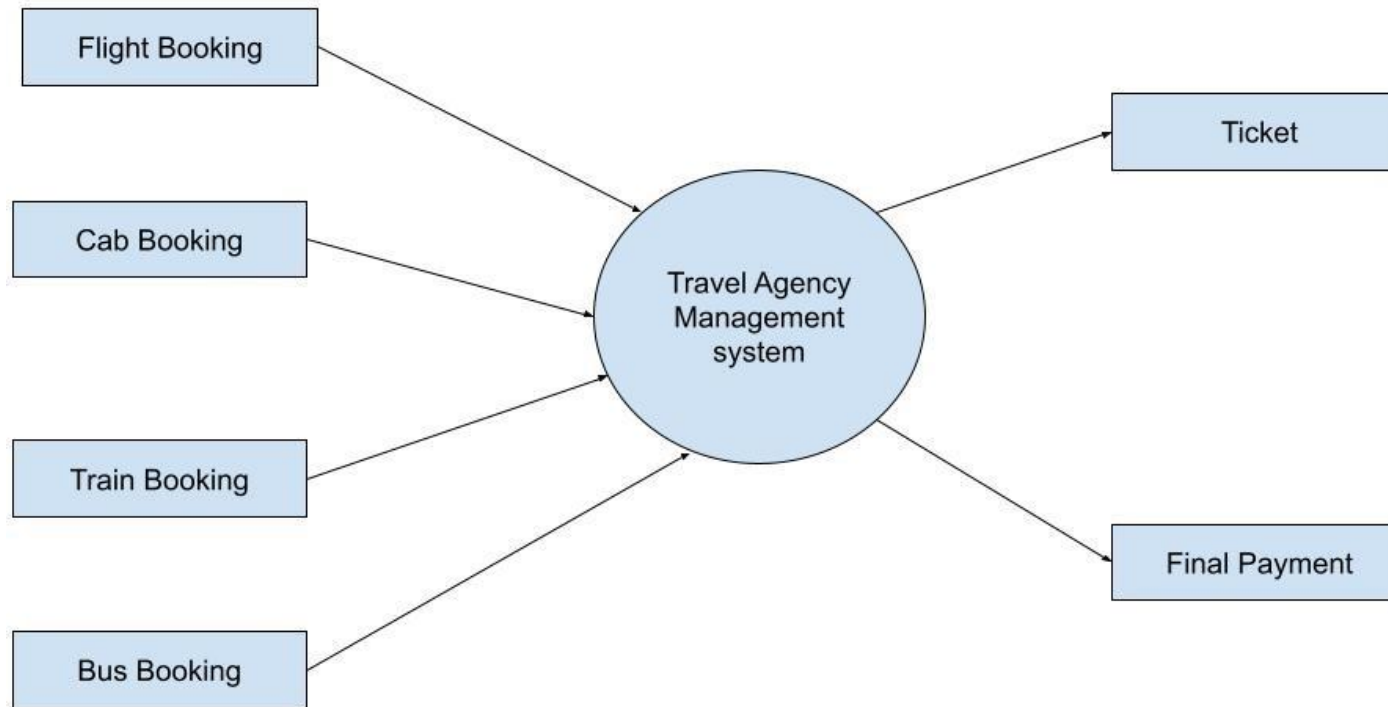 Flight Booking
Cab Booking
Train Booking
Bus Booking
Travel Agency
Management
system
Ticket
Final Payment